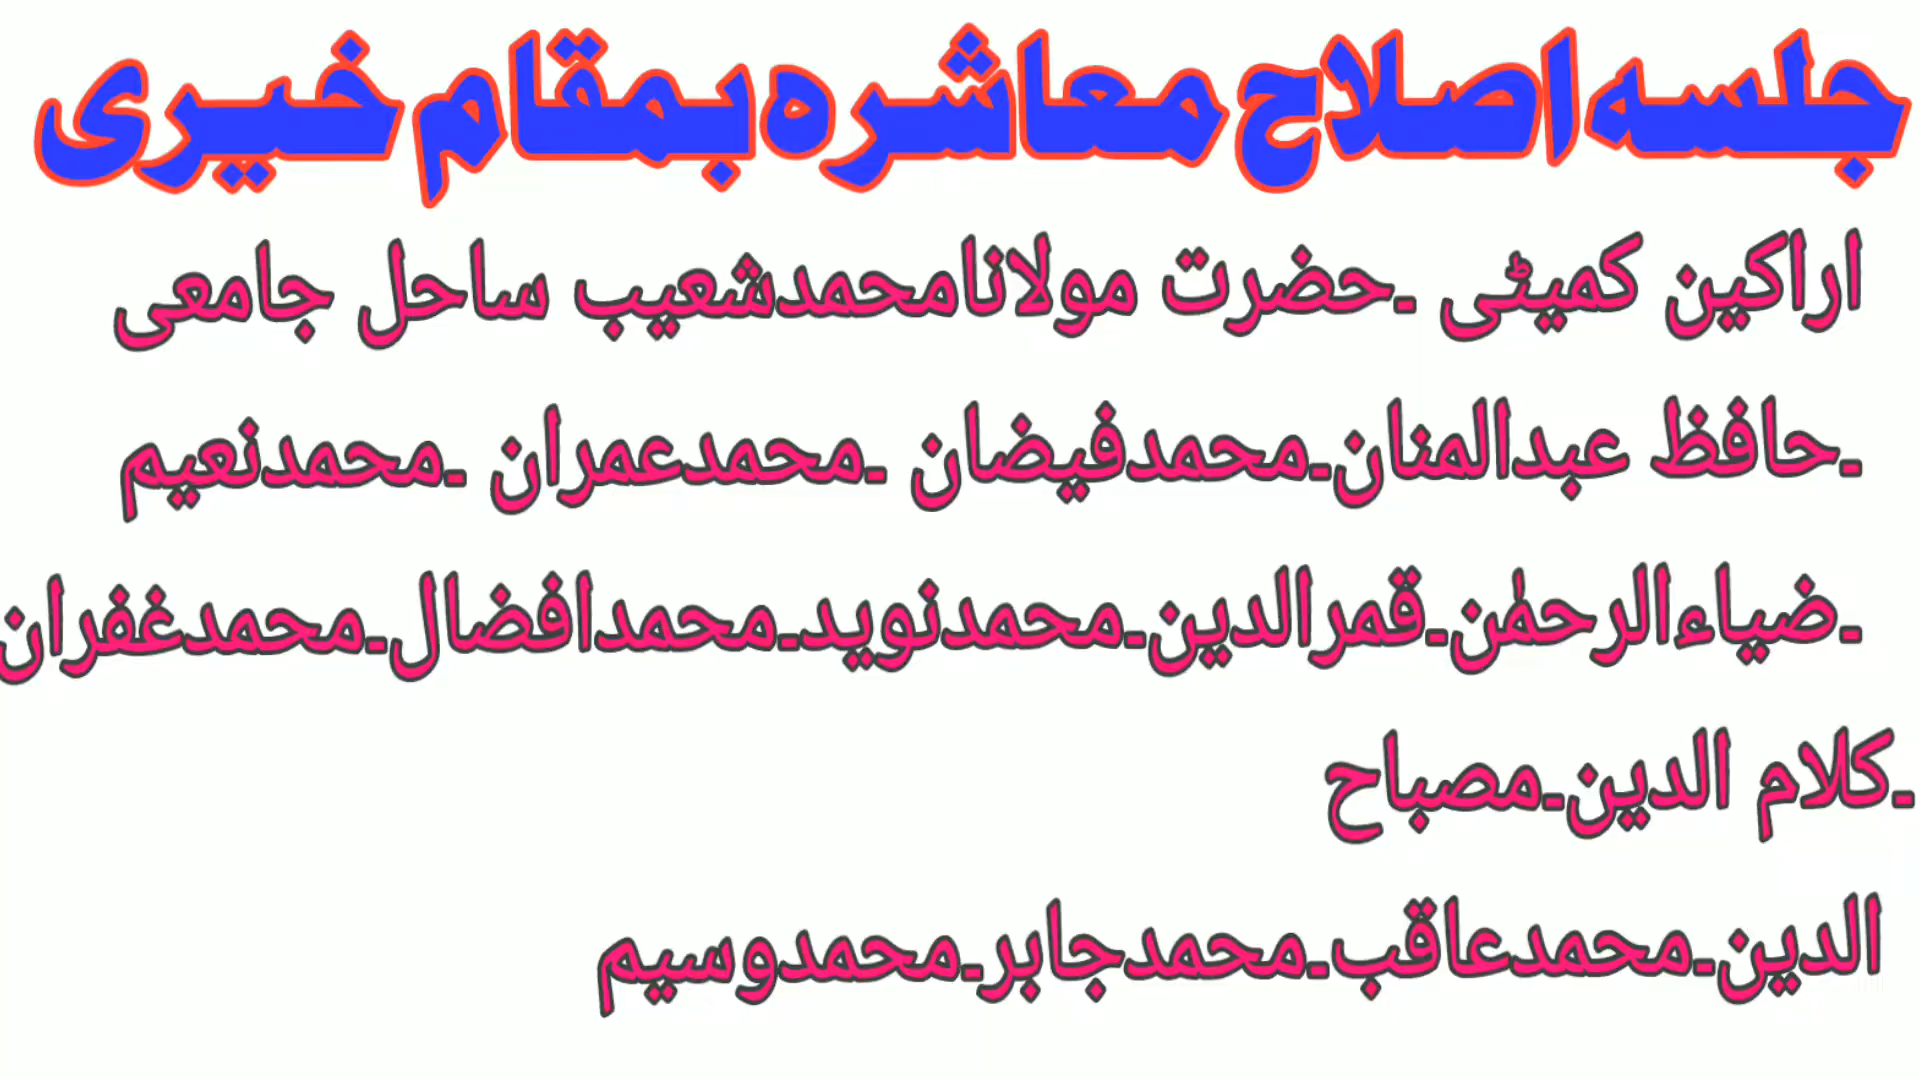 جلسہ اصلاح معاشرہ بمقام خیری
اراکین کمیٹی ۔حضرت مولانامحمدشعیب ساحل جامعی
۔حافظ عبدالمنان۔محمدفیضان ۔محمدعمران ۔محمدنعیم
۔ضیاءالرحمٰن۔قمرالدین۔محمدنوید۔محمدافضال۔محمدغفران
۔کلام الدین۔مصباح
الدین۔محمدعاقب۔محمدجابر۔محمدوسیم